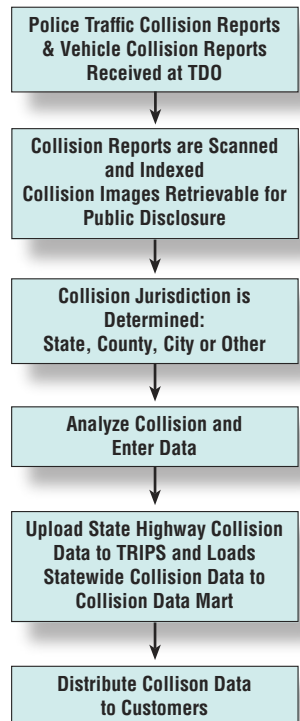 Police Traffic Collision Reports
& Vehicle Collision Reports
Received at TDO
Collision Reports are Scanned
and Indexed
Collision Images Retrievable for
Public Disclosure
Collision Jurisdiction is
Determined:
State, County, City or Other
Analyze Collision and
Enter Data
Upload State Highway Collision
Data to TRIPS and Loads
Statewide Collision Data to
Collision Data Mart
Distribute Collison Data
to Customers